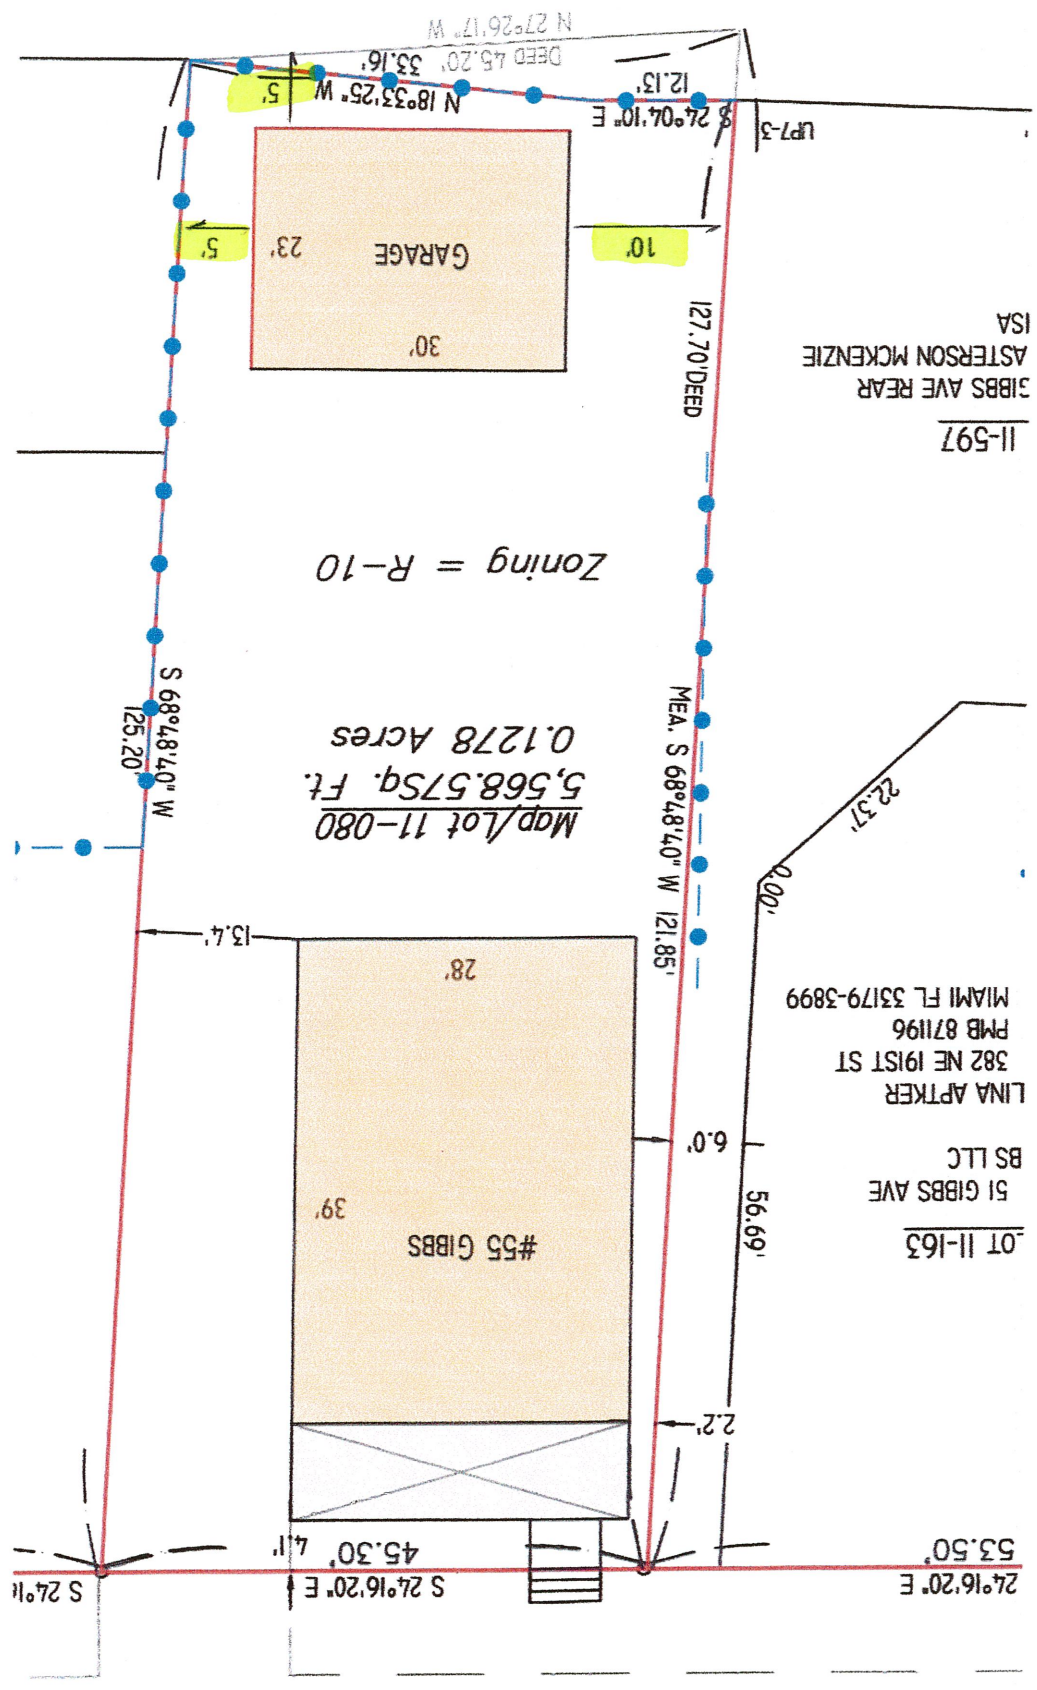 S 24°16'20" E
45.30'
4.1'
24°16'20" E
53.50'
2.2'
#55 GIBBS
39'
28'
6.0'
56.69'
OT 11-163
51 GIBBS AVE
BS LLC
LINA APTKER
382 NE 191ST ST
PMB 871196
MIAMI FL 33179-3899
0.00'
22.37'
13.4'
Map/Lot 11-080
5,568.57Sq. Ft.
0.1278 Acres
S 68°48'40" W
125.20'
MEA. S 68°48'40" W 121.85'
127.70'DEED
Zoning = R-10
11-597
GIBBS AVE REAR
ASTERSON MCKENZIE
ISA
30'
GARAGE
23'
5'
10'
5'
N 18°33'25" W
33.16'
S 24°04'10" E
12.13'
UP7-3
DEED 45.20'
N 27°26'17" W